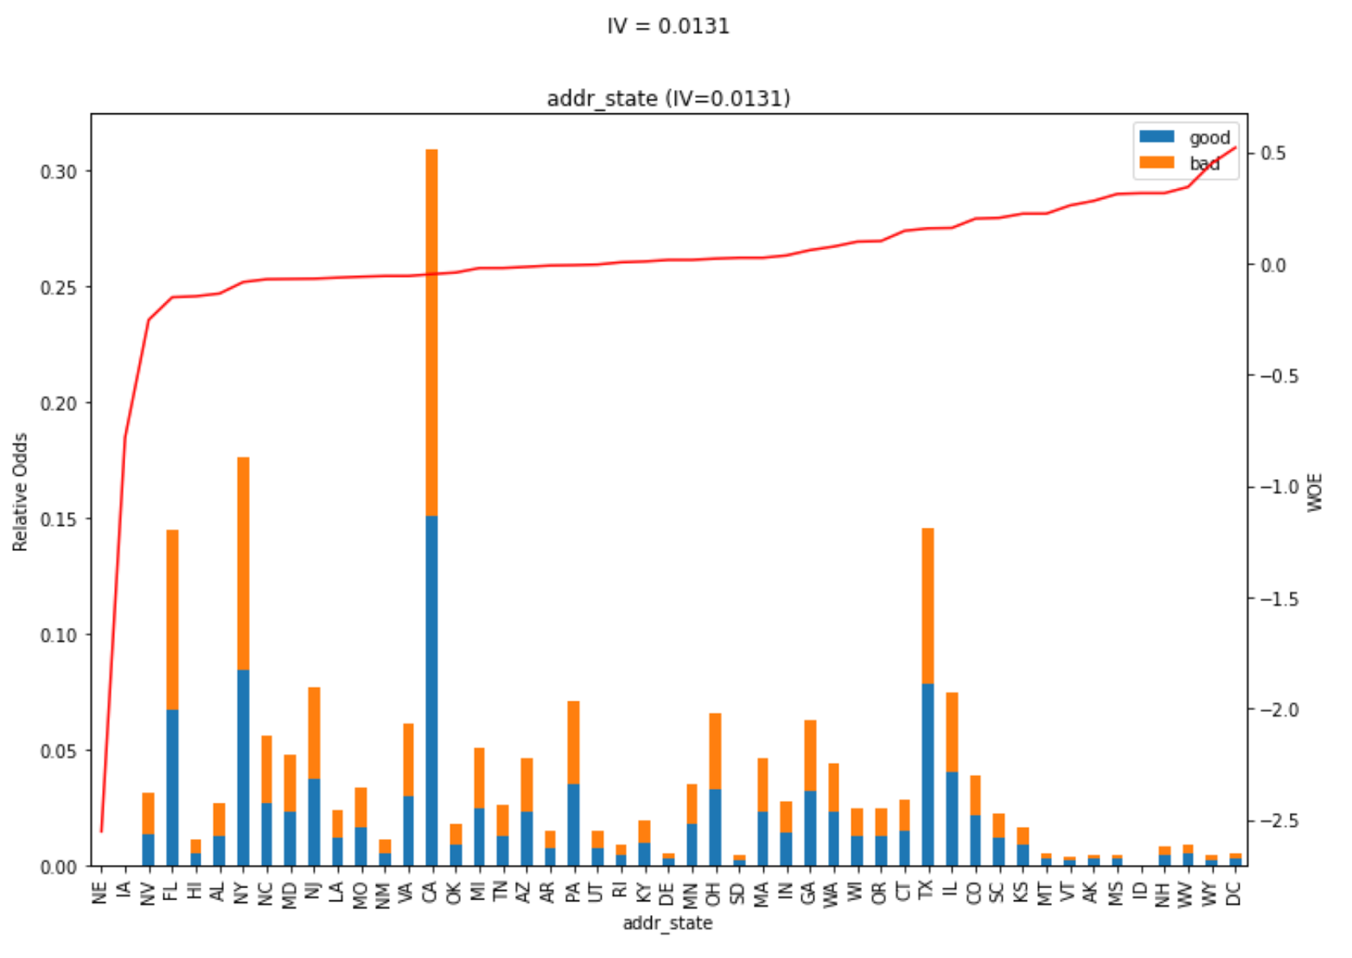 IV = 0.0131
addr_state (IV=0.0131)
good
bad
0.30
0.25
0.20
0.15
0.10
0.05
0.00
Relative Odds
0.5
0.0
−0.5
−1.0
−1.5
−2.0
−2.5
WOE
NE IA NV FL HI AL NY NC MD NJ LA MO NM VA CA OK MI TN AZ AR PA UT RI KY DE MN OH SD MA IN GA WA WI OR CT TX IL CO SC KS MT VT AK MS ID NH WV WY DC
addr_state